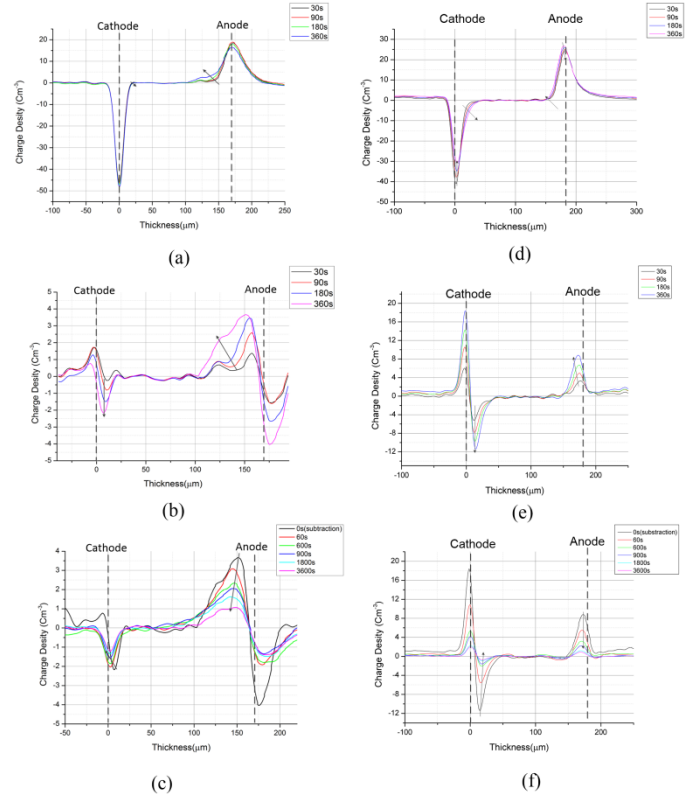 Cathode
Anode
30s
90s
180s
360s
25
20
10
0
-10
-20
-30
-40
-50
Charge Desity (Cm⁻³)
-100
-50
0
50
100
150
200
250
Thickness(μm)
(a)
Cathode
Anode
30s
90s
180s
360s
30
20
10
0
-10
-20
-30
-40
-50
Charge Desity (Cm⁻³)
-100
0
100
200
300
Thickness(μm)
(d)
Cathode
Anode
30s
90s
180s
360s
5
4
3
2
1
0
-1
-2
-3
-4
-5
Charge Desity (Cm⁻³)
0
50
100
150
Thickness(μm)
(b)
Cathode
Anode
30s
90s
180s
360s
20
16
12
8
4
0
-4
-8
-12
Charge Desity (Cm⁻³)
-100
0
100
200
Thickness(μm)
(e)
Cathode
Anode
0s(subtraction)
60s
600s
900s
1800s
3600s
5
4
3
2
1
0
-1
-2
-3
-4
-5
Charge Desity (Cm⁻³)
-50
0
50
100
150
200
Thickness(μm)
(c)
Cathode
Anode
0s(subtraction)
60s
600s
900s
1800s
3600s
20
16
12
8
4
0
-4
-8
-12
Charge Desity (Cm⁻³)
-100
0
100
200
Thickness(μm)
(f)